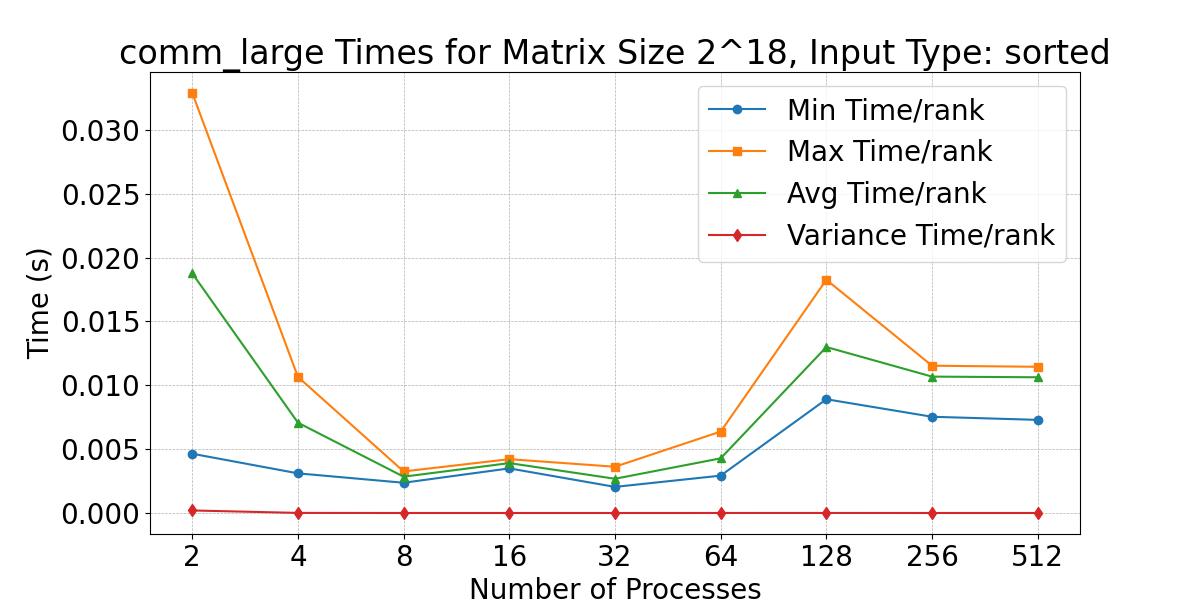 comm_large Times for Matrix Size 2^18, Input Type: sorted
Min Time/rank
Max Time/rank
Avg Time/rank
Variance Time/rank
Time (s)
0.030
0.025
0.020
0.015
0.010
0.005
0.000
2 4 8 16 32 64 128 256 512
Number of Processes